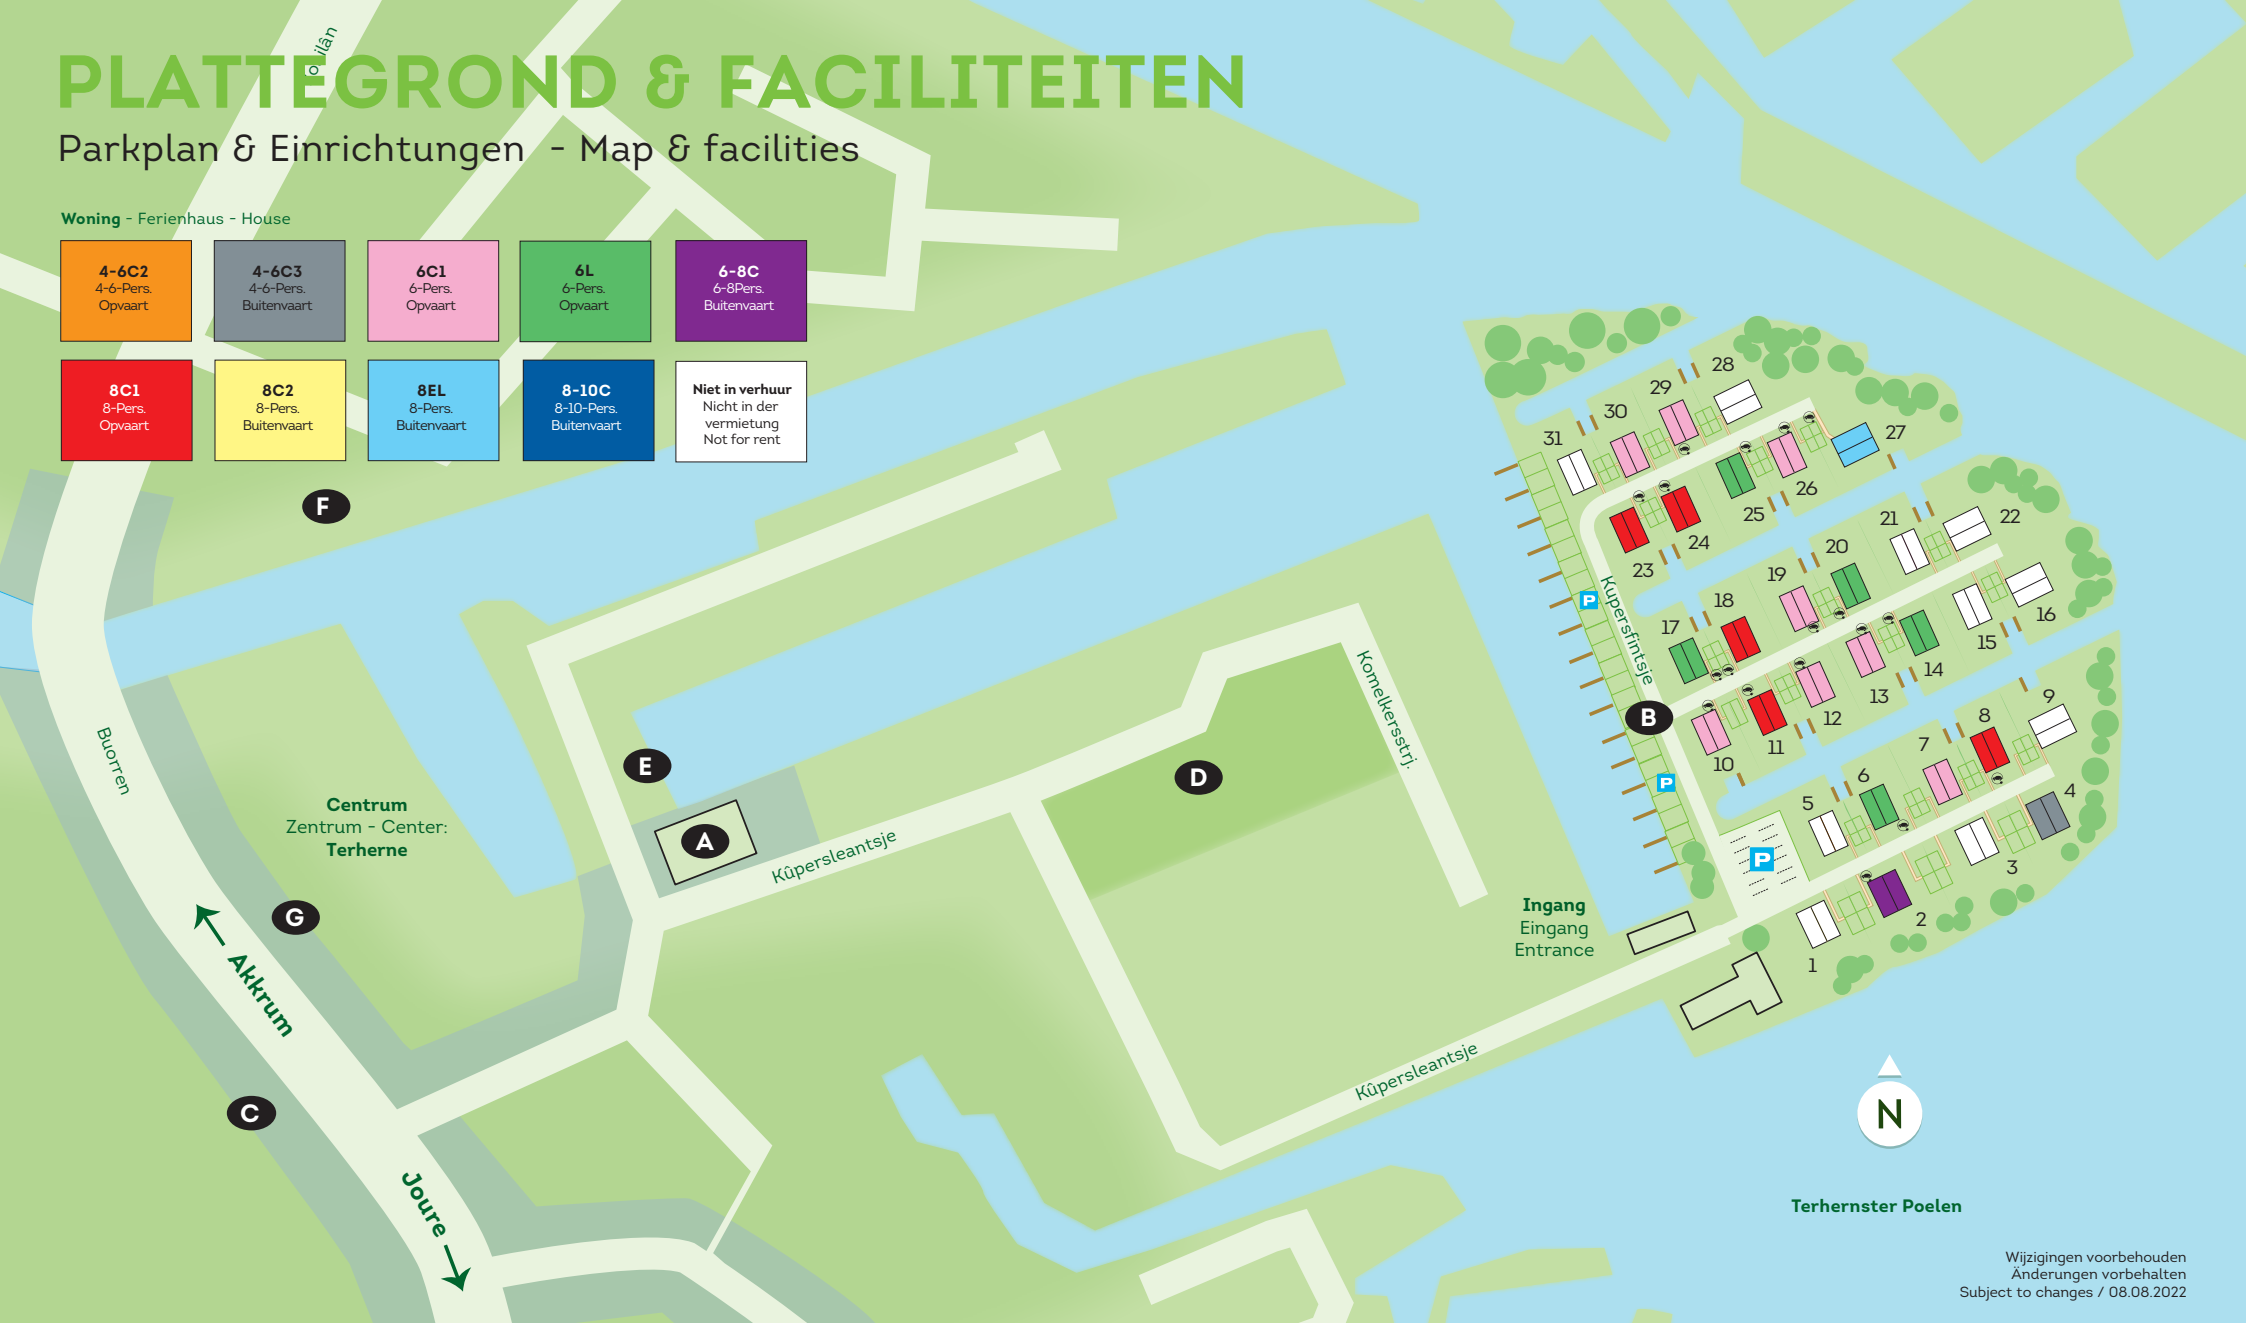 PLATTEGROND & FACILITEITEN
Parkplan & Einrichtungen - Map & facilities
Woning - Ferienhaus - House
4-6C2
4-6-Pers.
Opvaart
4-6C3
4-6-Pers.
Buitenvaart
6C1
6-Pers.
Opvaart
6L
6-Pers.
Opvaart
6-8C
6-8Pers.
Buitenvaart
8C1
8-Pers.
Opvaart
8C2
8-Pers.
Buitenvaart
8EL
8-Pers.
Buitenvaart
8-10C
8-10-Pers.
Buitenvaart
Niet in verhuur
Nicht in der
vermietung
Not for rent
F
28
29
30
31
27
26
25
24
23
22
21
20
19
18
17
16
15
14
13
12
11
10
9
8
7
6
5
4
3
2
1
P
P
P
Kupersfintsje
B
Komelkersstrj.
D
E
A
Kûpersleantsje
Buorren
Centrum
Zentrum - Center:
Terherne
G
Akkrum
C
Joure
Ingang
Eingang
Entrance
Kûpersleantsje
N
Terhernster Poelen
Wijzigingen voorbehouden
Änderungen vorbehalten
Subject to changes / 08.08.2022